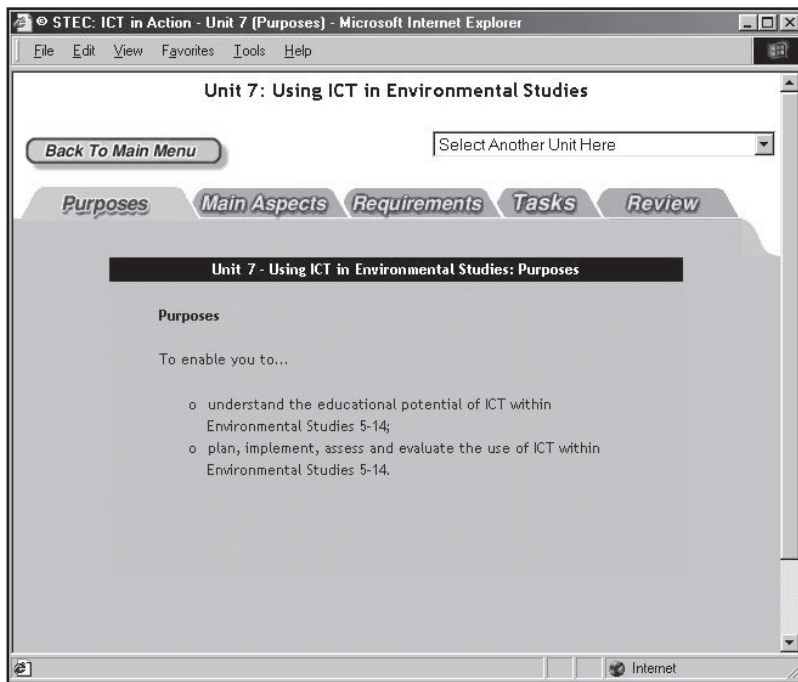 © STEC: ICT in Action - Unit 7 (Purposes) - Microsoft Internet Explorer
File Edit View Favorites Tools Help
Unit 7: Using ICT in Environmental Studies
Back To Main Menu
Select Another Unit Here
Purposes Main Aspects Requirements Tasks Review
Unit 7 - Using ICT in Environmental Studies: Purposes
Purposes
To enable you to...
o understand the educational potential of ICT within
Environmental Studies 5-14;
o plan, implement, assess and evaluate the use of ICT within
Environmental Studies 5-14.
Internet